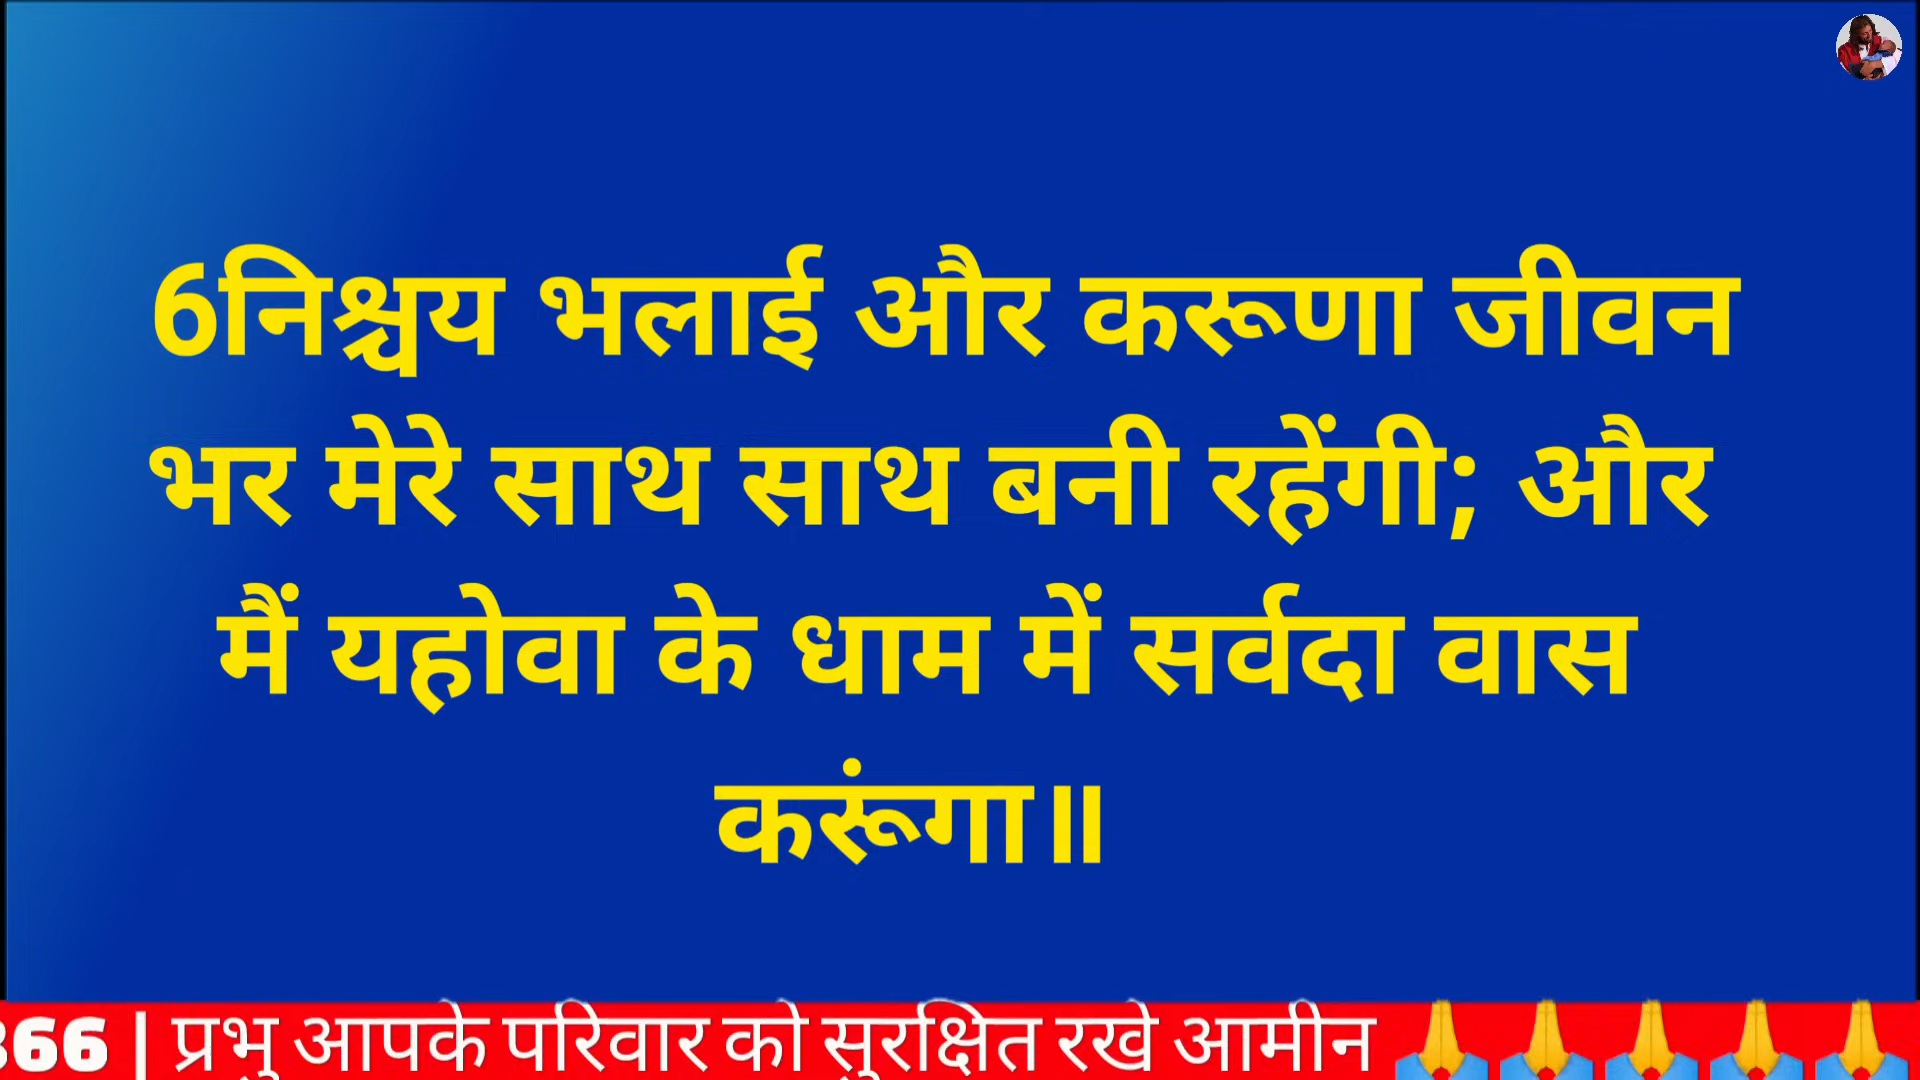 6निश्चय भलाई और करूणा जीवन
भर मेरे साथ साथ बनी रहेंगी; और
मैं यहोवा के धाम में सर्वदा वास
करूंगा॥
66 | प्रभु आपके परिवार को सुरक्षित रखे आमीन 🙏🙏🙏🙏🙏